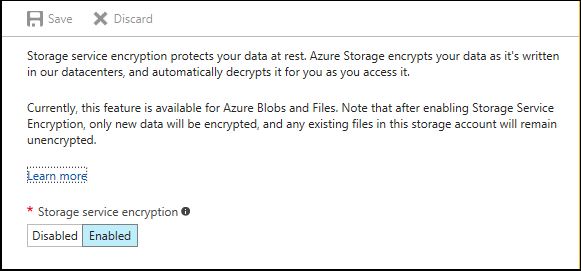 Save Discard
Storage service encryption protects your data at rest. Azure Storage encrypts your data as it's written
in our datacenters, and automatically decrypts it for you as you access it.
Currently, this feature is available for Azure Blobs and Files. Note that after enabling Storage Service
Encryption, only new data will be encrypted, and any existing files in this storage account will remain
unencrypted.
Learn more
* Storage service encryption
Disabled Enabled